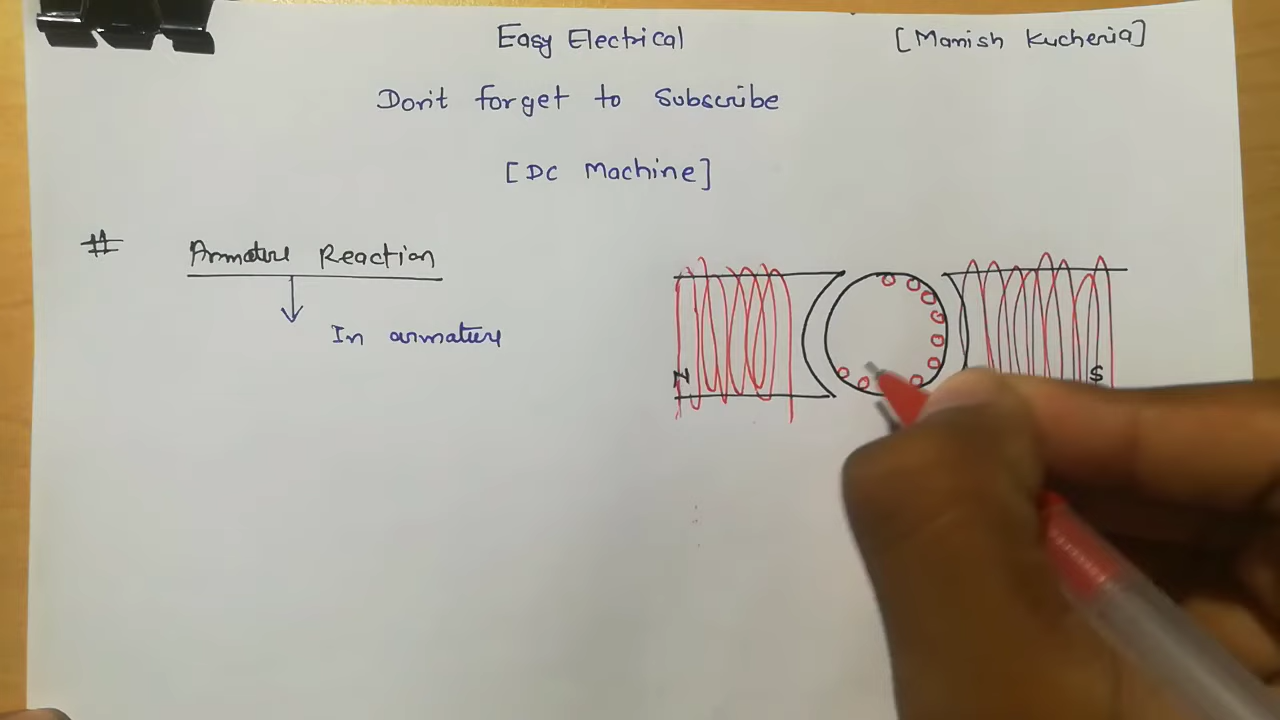 Easy Electrical [Manish Kucheria]
Don't forget to Subscribe
[DC Machine]
# Armature Reaction
In armature
N S